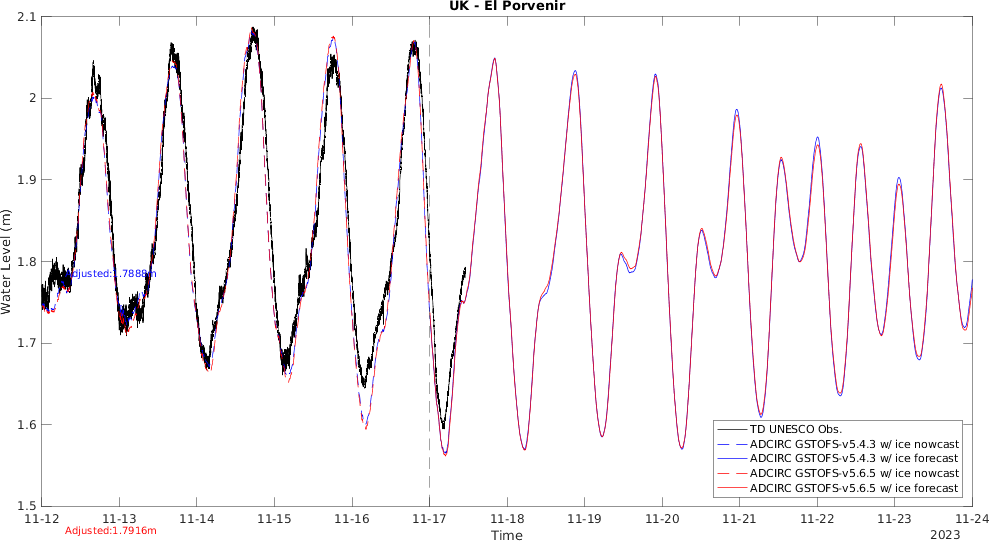 UK - El Porvenir
Water Level (m)
2.1
2
1.9
1.8
1.7
1.6
1.5
Adjusted:1.7888m
TD UNESCO Obs.
ADCIRC GSTOFS-v5.4.3 w/ ice nowcast
ADCIRC GSTOFS-v5.4.3 w/ ice forecast
ADCIRC GSTOFS-v5.6.5 w/ ice nowcast
ADCIRC GSTOFS-v5.6.5 w/ ice forecast
11-12 11-13 11-14 11-15 11-16 11-17 11-18 11-19 11-20 11-21 11-22 11-23 11-24
Adjusted:1.7916m
Time
2023